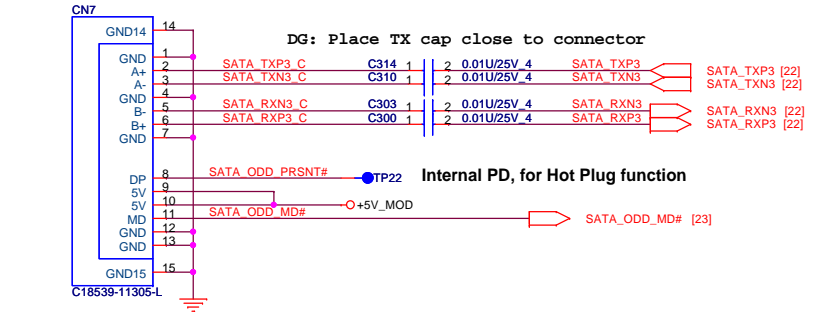 CN7
GND14 14
DG: Place TX cap close to connector
GND 1
A+ 2 SATA_TXP3_C C314 1 2 0.01U/25V_4 SATA_TXP3 SATA_TXP3 [22]
A- 3 SATA_TXN3_C C310 1 2 0.01U/25V_4 SATA_TXN3 SATA_TXN3 [22]
GND 4
B- 5 SATA_RXN3_C C303 1 2 0.01U/25V_4 SATA_RXN3 SATA_RXN3 [22]
B+ 6 SATA_RXP3_C C300 1 2 0.01U/25V_4 SATA_RXP3 SATA_RXP3 [22]
GND 7
DP 8 SATA_ODD_PRSNT# TP22 Internal PD, for Hot Plug function
5V 9
5V 10 +5V_MOD
MD 11 SATA_ODD_MD# SATA_ODD_MD# [23]
GND 12
GND 13
GND15 15
C18539-11305-L